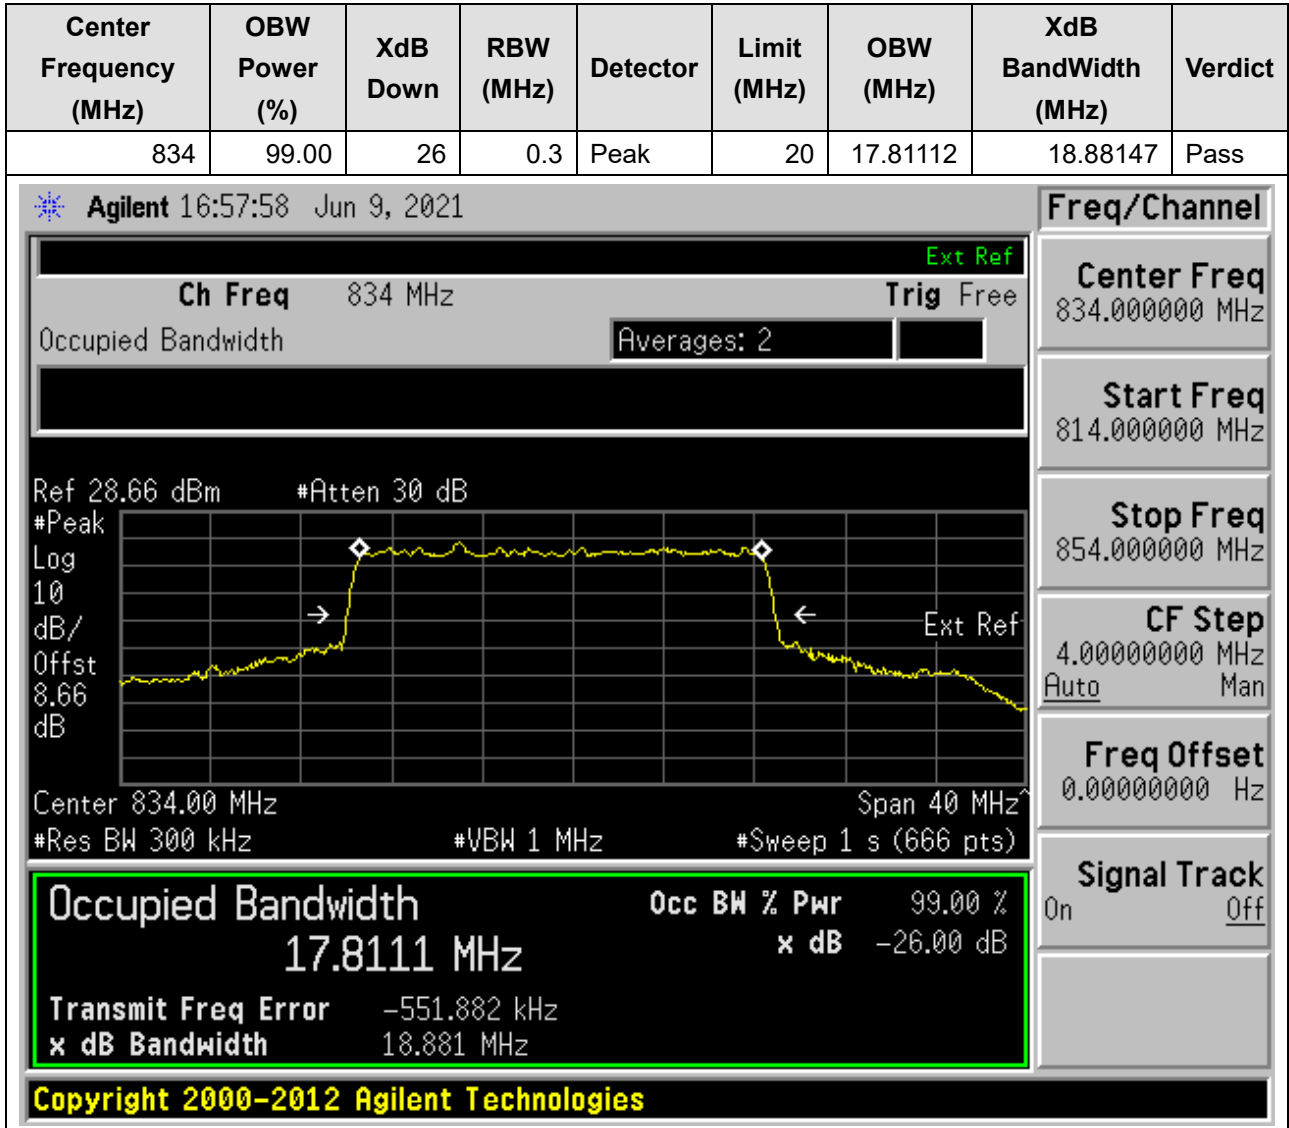 Center Frequency (MHz) OBW Power (%) XdB Down RBW (MHz) Detector Limit (MHz) OBW (MHz) XdB BandWidth (MHz) Verdict
834 99.00 26 0.3 Peak 20 17.81112 18.88147 Pass
Agilent 16:57:58 Jun 9, 2021
Freq/Channel
Ext Ref
Ch Freq 834 MHz Trig Free
Occupied Bandwidth Averages: 2
Ref 28.66 dBm #Atten 30 dB
#Peak
Log
10
dB/
Offst
8.66
dB
Ext Ref
Center 834.00 MHz Span 40 MHz^
#Res BW 300 kHz #VBW 1 MHz #Sweep 1 s (666 pts)
Occupied Bandwidth Occ BW % Pwr 99.00 %
17.8111 MHz x dB -26.00 dB
Transmit Freq Error -551.882 kHz
x dB Bandwidth 18.881 MHz
Copyright 2000-2012 Agilent Technologies
Center Freq
834.000000 MHz
Start Freq
814.000000 MHz
Stop Freq
854.000000 MHz
CF Step
4.00000000 MHz
Auto Man
Freq Offset
0.00000000 Hz
Signal Track
On Off